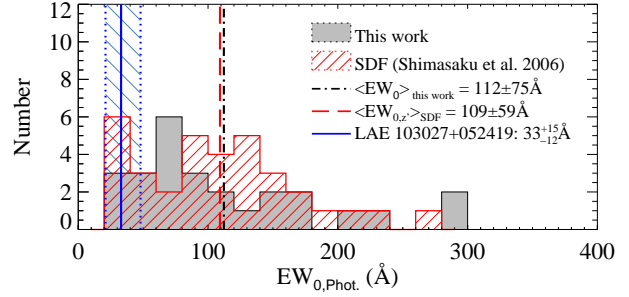 12
10
8
6
4
2
0
Number
This work
SDF (Shimasaku et al. 2006)
<EW₀>this work = 112±75Å
<EW₀,z'>SDF = 109±59Å
LAE 103027+052419: 33⁺¹⁵₋₁₂Å
0 100 200 300 400
EW₀,Phot. (Å)